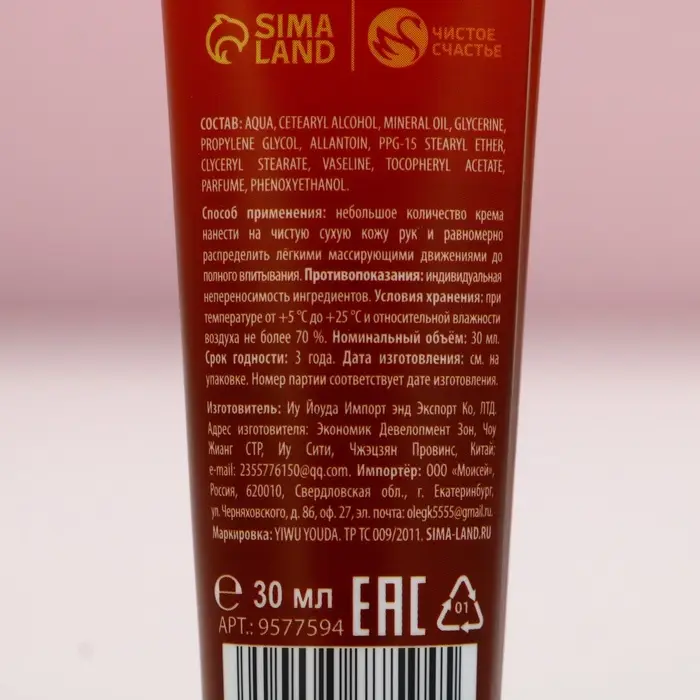 SIMA LAND
ЧИСТОЕ СЧАСТЬЕ
СОСТАВ: AQUA, CETEARYL ALCOHOL, MINERAL OIL, GLYCERINE,
PROPYLENE GLYCOL, ALLANTOIN, PPG-15 STEARYL ETHER,
CLYCERYL STEARATE, VASELINE, TOCOPHERYL ACETATE,
PARFUME, PHENOXYETHANOL.
Способ применения: небольшое количество крема
нанести на чистую сухую кожу рук и равномерно
распределить лёгкими массирующими движениями до
полного впитывания. Противопоказания: индивидуальная
непереносимость ингредиентов. Условия хранения: при
температуре от +5 °C до +25 °C и относительной влажности
воздуха не более 70 %. Номинальный объём: 30 мл.
Срок годности: 3 года. Дата изготовления: см. на
упаковке. Номер партии соответствует дате изготовления.
Изготовитель: Иу Йоуда Импорт энд Экспорт Ко, ЛТД.
Адрес изготовителя: Экономик Девелопмент Зон, Чоу
Жианг СТР, Иу Сити, Чжэцзян Провинс, Китай:
e-mail: 2355776150@qq.com. Импортёр: ООО «Моисей»,
Россия, 620010, Свердловская обл., г. Екатеринбург,
ул. Черняховского, д. 86, оф. 27, эл. почта: olegk5555@gmail.ru.
Маркировка: YIWU YOUDA. ТР ТС 009/2011. SIMA-LAND.RU
℮ 30 мл EAC 01
АРТ.: 9577594